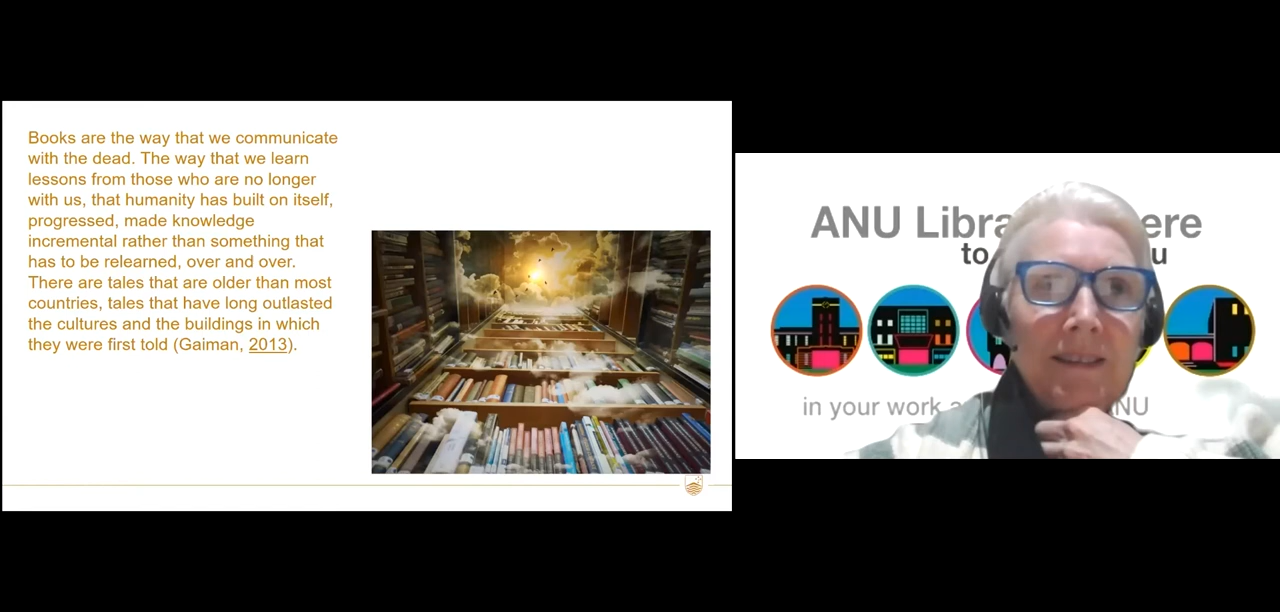 Books are the way that we communicate
with the dead. The way that we learn
lessons from those who are no longer
with us, that humanity has built on itself,
progressed, made knowledge
incremental rather than something that
has to be relearned, over and over.
There are tales that are older than most
countries, tales that have long outlasted
the cultures and the buildings in which
they were first told (Gaiman, 2013).
ANU
to
in your work
ANU